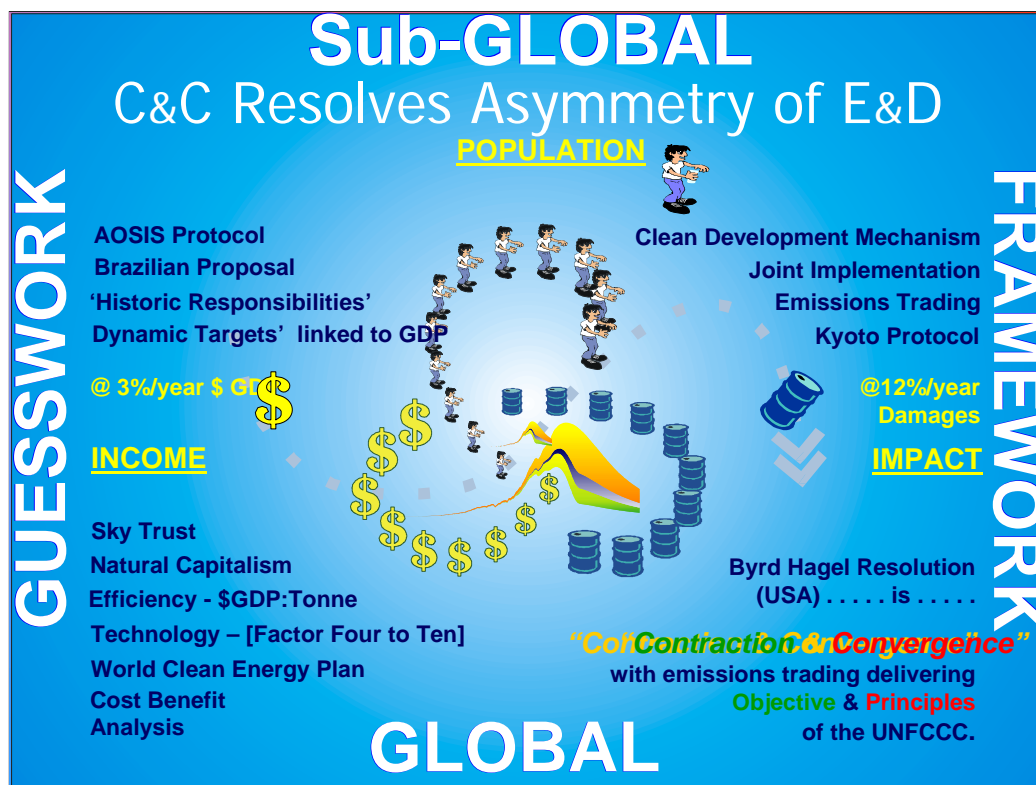 Sub-GLOBAL
C&C Resolves Asymmetry of E&D
POPULATION
GUESSWORK
FRAMEWORK
AOSIS Protocol
Brazilian Proposal
‘Historic Responsibilities’
Dynamic Targets’ linked to GDP
@ 3%/year $ GD
INCOME
Clean Development Mechanism
Joint Implementation
Emissions Trading
Kyoto Protocol
@12%/year
Damages
IMPACT
Sky Trust
Natural Capitalism
Efficiency - $GDP:Tonne
Technology – [Factor Four to Ten]
World Clean Energy Plan
Cost Benefit
Analysis
Byrd Hagel Resolution
(USA) . . . . . is . . . . .
“Contraction & Convergence”
with emissions trading delivering
Objective & Principles
of the UNFCCC.
GLOBAL